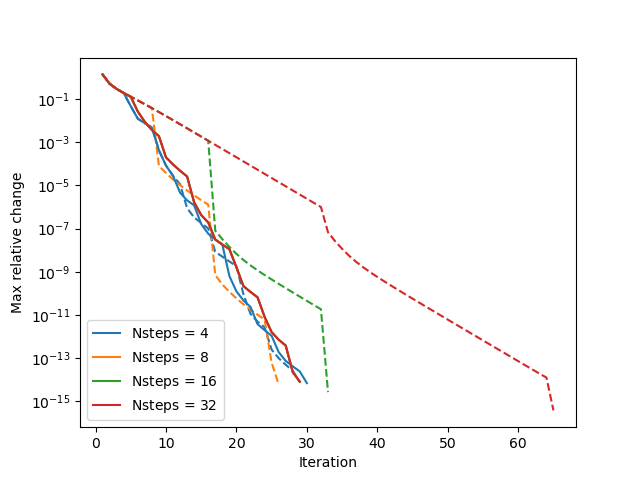 10⁻¹
10⁻³
10⁻⁵
10⁻⁷
10⁻⁹
10⁻¹¹
10⁻¹³
10⁻¹⁵
Max relative change
Nsteps = 4
Nsteps = 8
Nsteps = 16
Nsteps = 32
0 10 20 30 40 50 60
Iteration